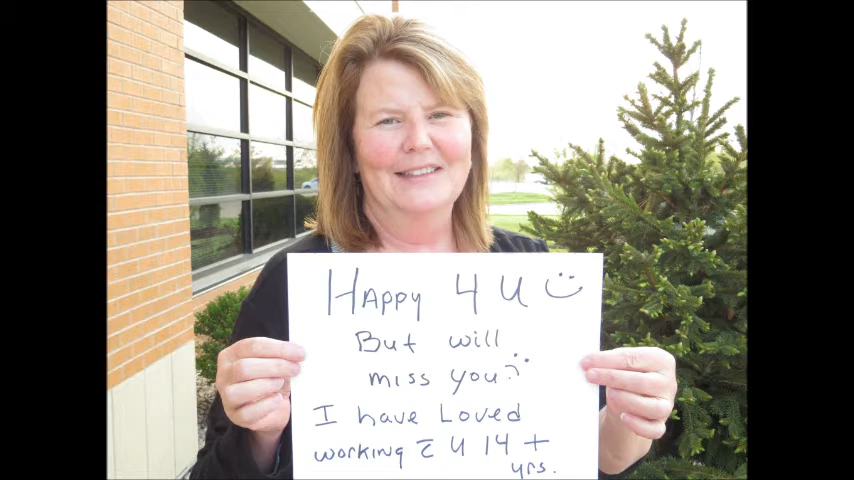 Happy 4 U :)
But will
miss you :(
I have Loved
working c̄ U 14 +
yrs.